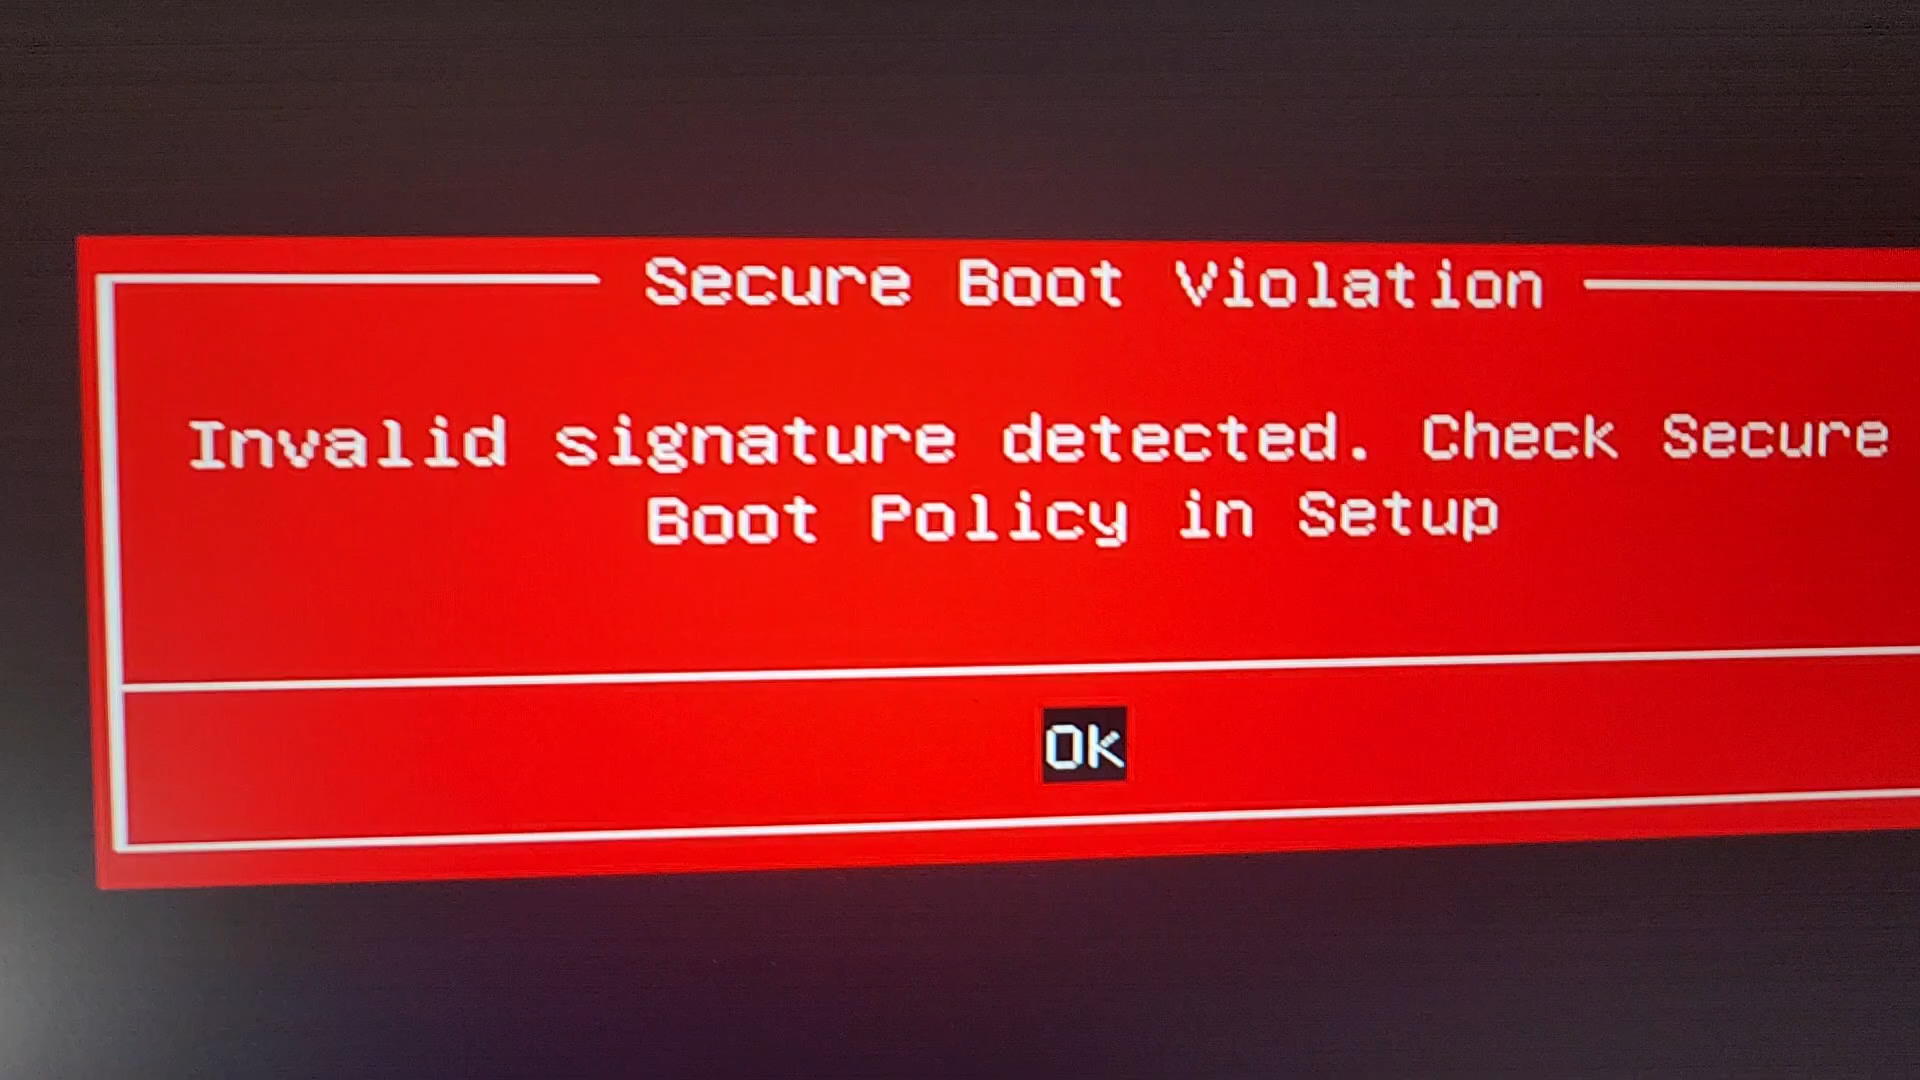 Secure Boot Violation
Invalid signature detected. Check Secure
Boot Policy in Setup
Ok